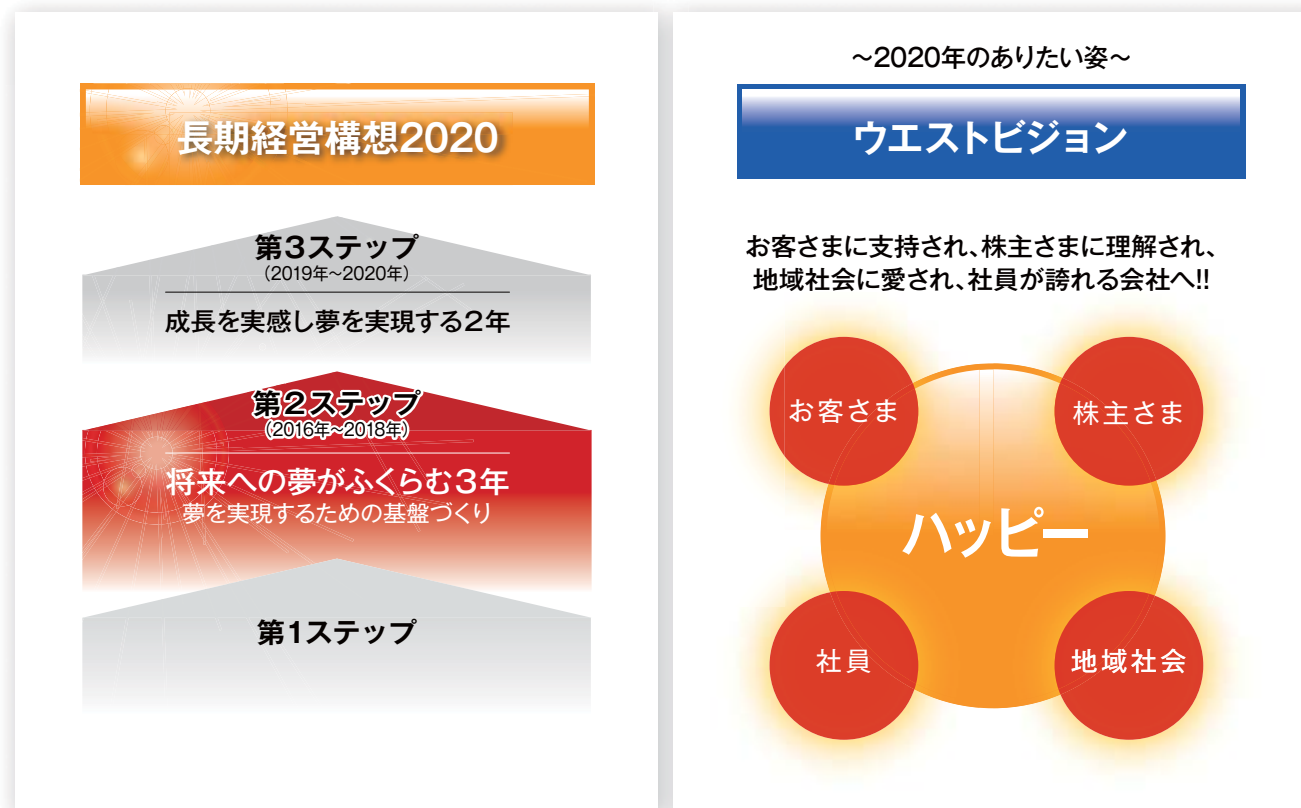 長期経営構想2020
第3ステップ
(2019年~2020年)
成長を実感し夢を実現する2年
第2ステップ
(2016年~2018年)
将来への夢がふくらむ3年
夢を実現するための基盤づくり
第1ステップ
~2020年のありたい姿~
ウエストビジョン
お客さまに支持され、株主さまに理解され、
地域社会に愛され、社員が誇れる会社へ!!
お客さま
株主さま
ハッピー
社員
地域社会